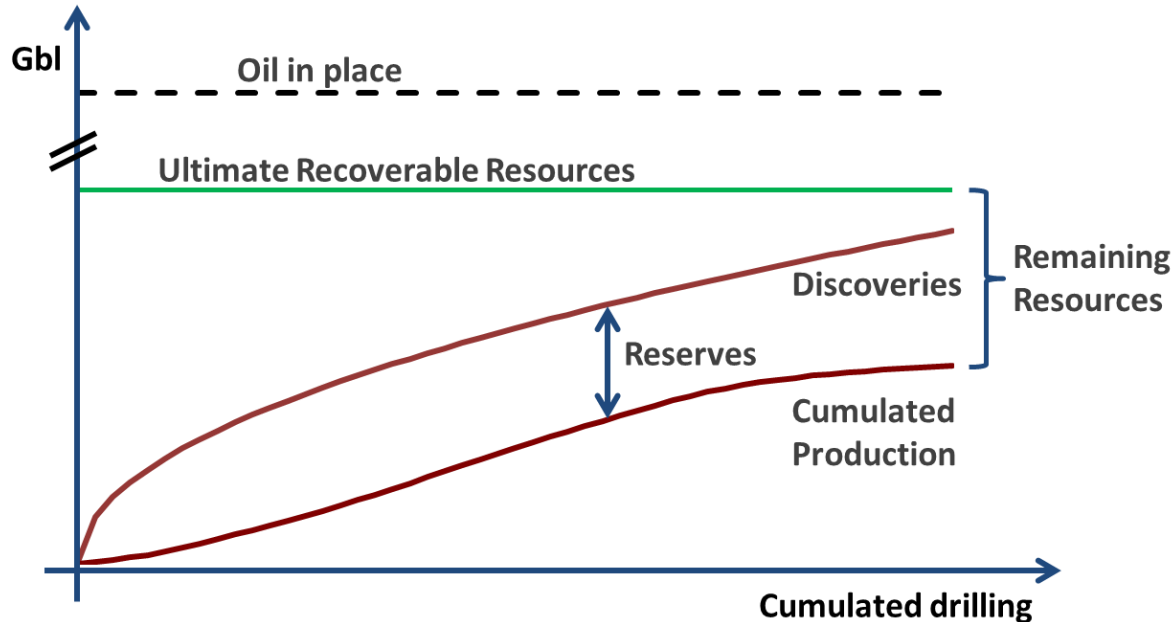 Gbl
Oil in place
Ultimate Recoverable Resources
Discoveries
Remaining
Resources
Reserves
Cumulated
Production
Cumulated drilling